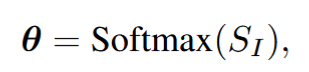 𝜽 = Softmax(S_I),